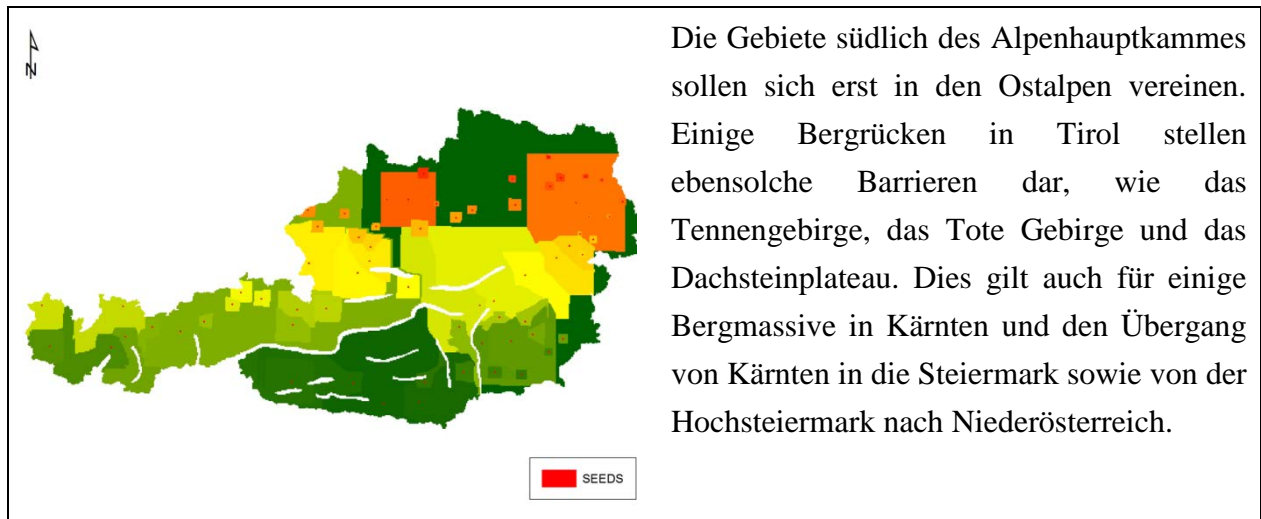 N
Die Gebiete südlich des Alpenhauptkammes
sollen sich erst in den Ostalpen vereinen.
Einige Bergrücken in Tirol stellen
ebensolche Barrieren dar, wie das
Tennengebirge, das Tote Gebirge und das
Dachsteinplateau. Dies gilt auch für einige
Bergmassive in Kärnten und den Übergang
von Kärnten in die Steiermark sowie von der
Hochsteiermark nach Niederösterreich.
SEEDS